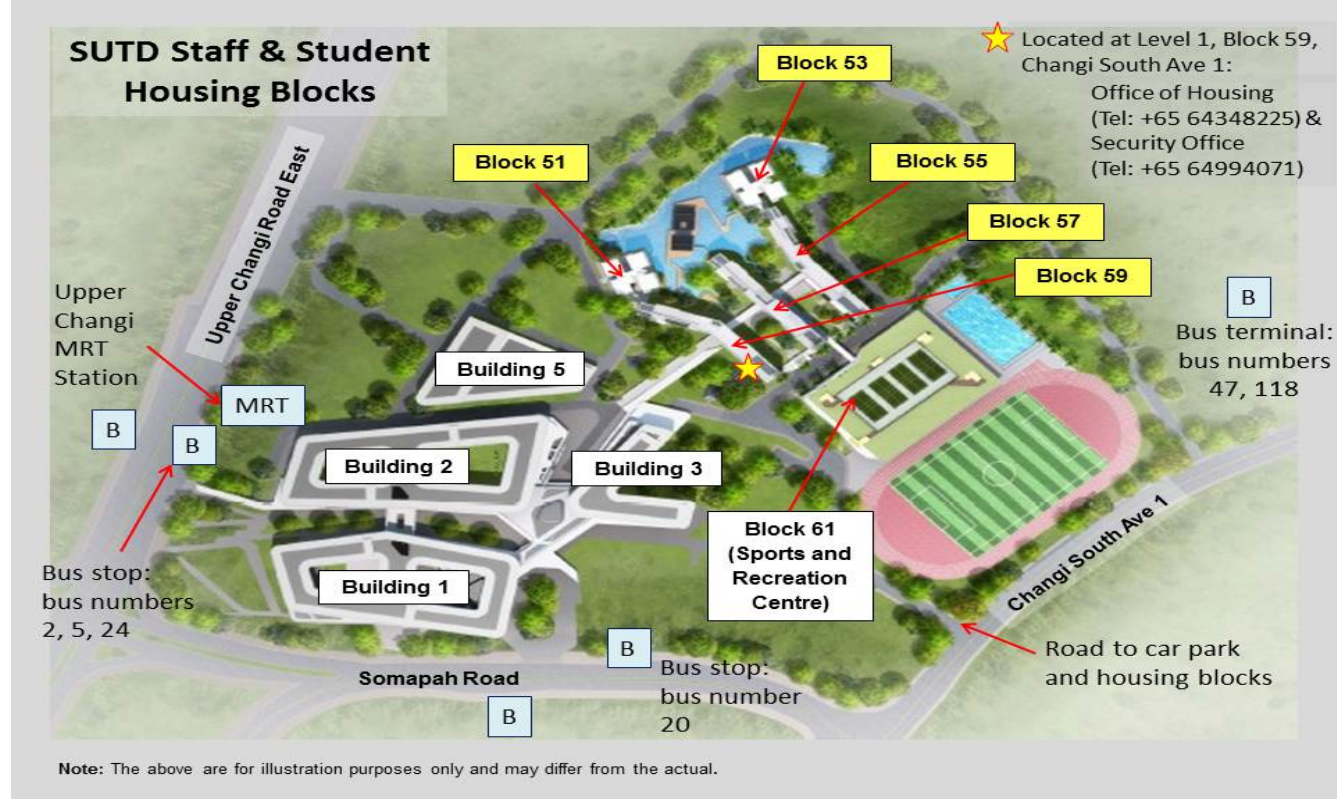 SUTD Staff & Student
Housing Blocks
Located at Level 1, Block 59,
Changi South Ave 1:
Office of Housing
(Tel: +65 64348225) &
Security Office
(Tel: +65 64994071)
Block 53
Block 51
Block 55
Block 57
Block 59
Upper Changi Road East
Upper
Changi
MRT
Station
MRT
B
B
B
Bus terminal:
bus numbers
47, 118
Building 5
Building 2
Building 3
Building 1
Block 61
(Sports and
Recreation
Centre)
Changi South Ave 1
Bus stop:
bus numbers
2, 5, 24
B
Bus stop:
bus number
20
Somapah Road
B
Road to car park
and housing blocks
Note: The above are for illustration purposes only and may differ from the actual.